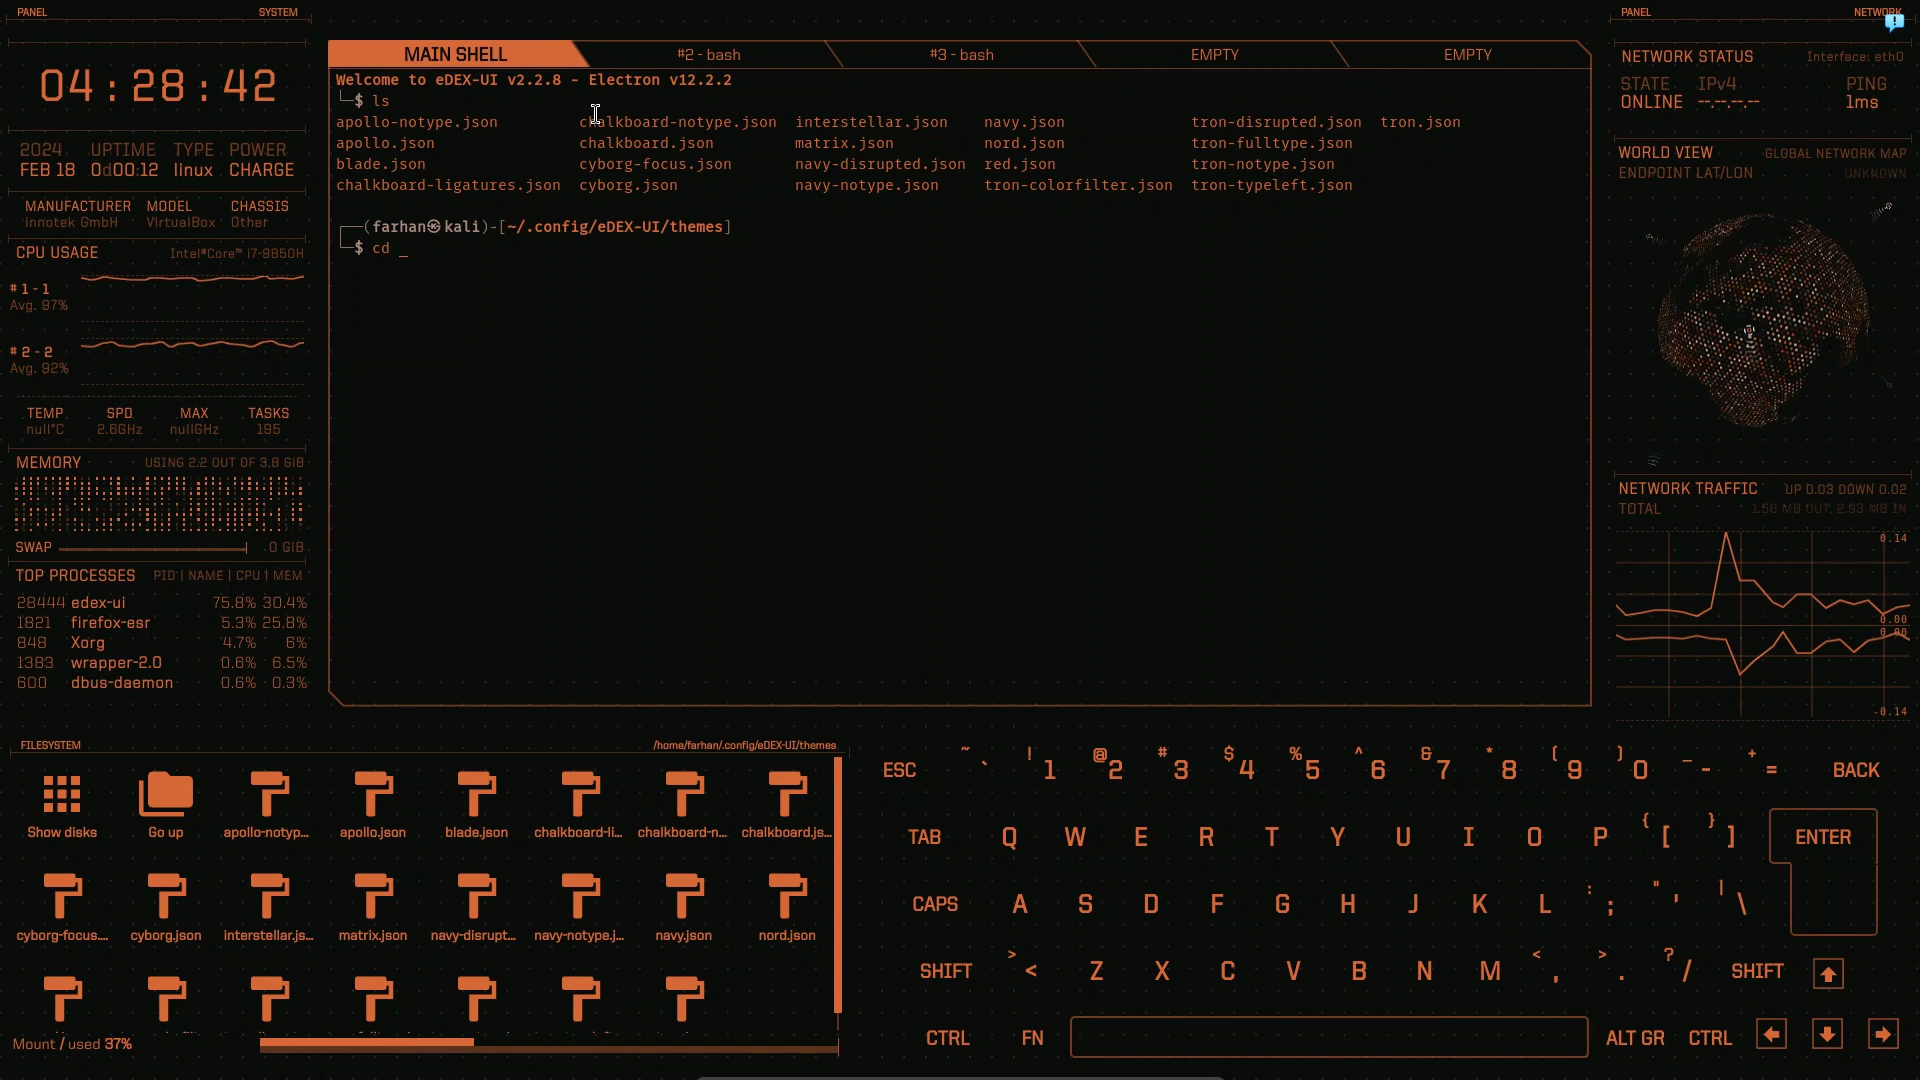 PANEL SYSTEM
04:28:42
2024 UPTIME TYPE POWER
FEB 18 0d00:12 linux CHARGE
MANUFACTURER MODEL CHASSIS
innotek GmbH VirtualBox Other
CPU USAGE Intel®Core™ i7-9850H
# 1 - 1
Avg. 97%
# 2 - 2
Avg. 92%
TEMP SPD MAX TASKS
null°C 2.6GHz nullGHz 195
MEMORY USING 2.2 OUT OF 3.8 GiB
SWAP 0 GiB
TOP PROCESSES PID | NAME | CPU | MEM
28444 edex-ui 75.8% 30.4%
1821 firefox-esr 5.3% 25.8%
848 Xorg 4.7% 6%
1383 wrapper-2.0 0.6% 6.5%
600 dbus-daemon 0.6% 0.3%
MAIN SHELL #2 - bash #3 - bash EMPTY EMPTY
Welcome to eDEX-UI v2.2.8 - Electron v12.2.2
└─$ ls
apollo-notype.json chalkboard-notype.json interstellar.json navy.json tron-disrupted.json tron.json
apollo.json chalkboard.json matrix.json nord.json tron-fulltype.json
blade.json cyborg-focus.json navy-disrupted.json red.json tron-notype.json
chalkboard-ligatures.json cyborg.json navy-notype.json tron-colorfilter.json tron-typeleft.json
┌──(farhan㉿kali)-[~/.config/eDEX-UI/themes]
└─$ cd _
PANEL NETWORK
NETWORK STATUS Interface: eth0
STATE IPv4 PING
ONLINE --.--.--.-- 1ms
WORLD VIEW GLOBAL NETWORK MAP
ENDPOINT LAT/LON UNKNOWN
NETWORK TRAFFIC UP 0.03 DOWN 0.02
TOTAL 1.56 MB OUT, 2.93 MB IN
0.14
0.00
0.00
-0.14
FILESYSTEM /home/farhan/.config/eDEX-UI/themes
Show disks Go up apollo-notyp... apollo.json blade.json chalkboard-li... chalkboard-n... chalkboard.js...
cyborg-focus.... cyborg.json interstellar.js... matrix.json navy-disrupt... navy-notype.j... navy.json nord.json
Mount / used 37%
ESC ~ ` ! 1 @ 2 # 3 $ 4 % 5 ^ 6 & 7 * 8 ( 9 ) 0 _ - + = BACK
TAB Q W E R T Y U I O P { [ } ] ENTER
CAPS A S D F G H J K L : ; " ' | \
SHIFT > < Z X C V B N M < , > . ? / SHIFT
CTRL FN ALT GR CTRL